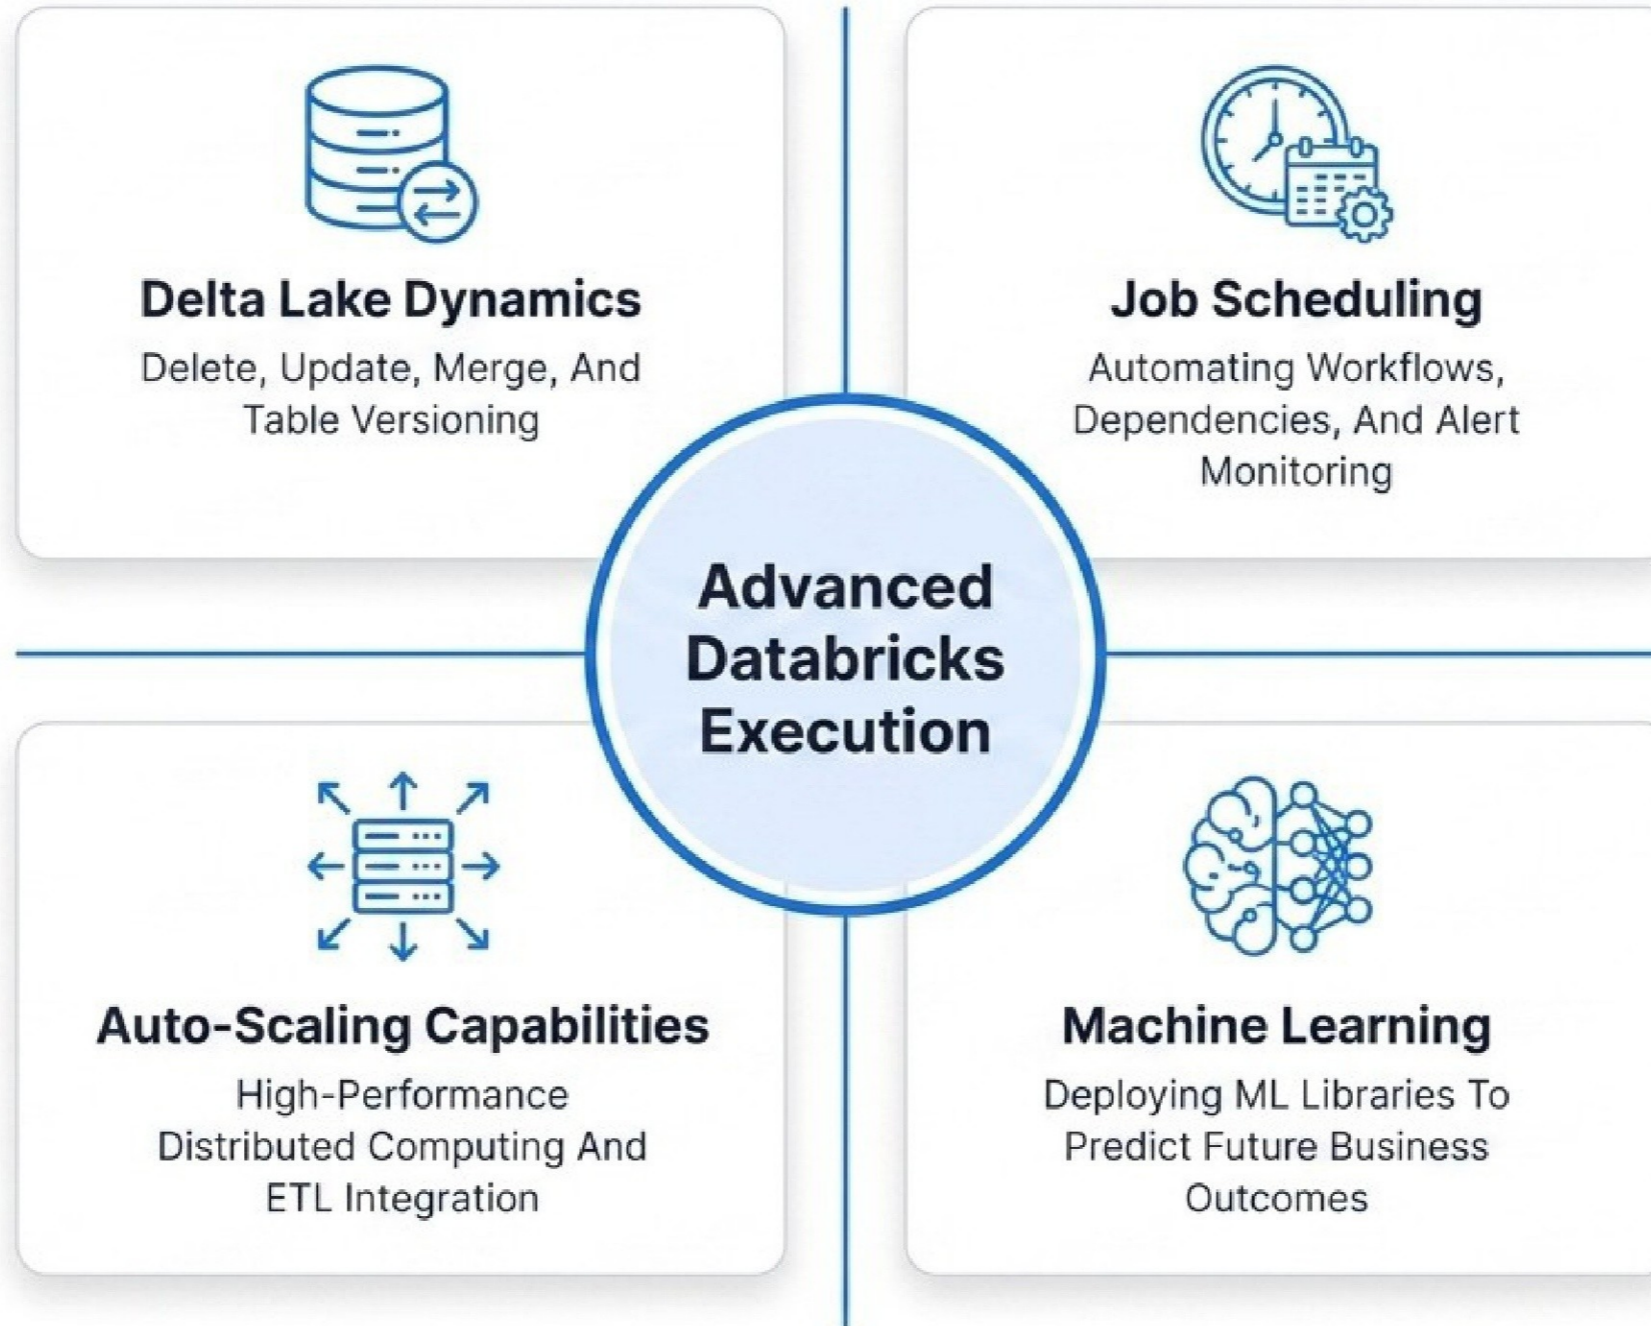 Delta Lake Dynamics
Delete, Update, Merge, And
Table Versioning
Job Scheduling
Automating Workflows,
Dependencies, And Alert
Monitoring
Advanced
Databricks
Execution
Auto-Scaling Capabilities
High-Performance
Distributed Computing And
ETL Integration
Machine Learning
Deploying ML Libraries To
Predict Future Business
Outcomes